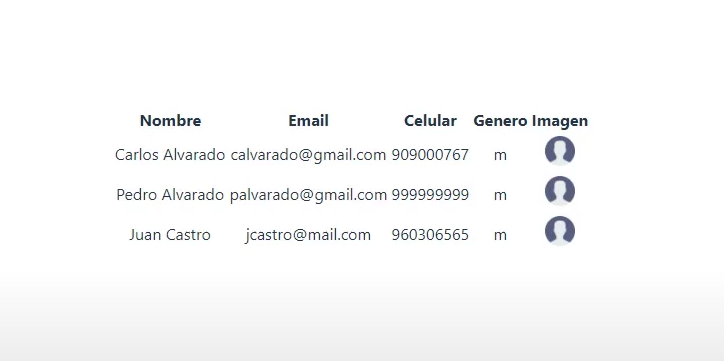 Nombre Email Celular Genero Imagen
Carlos Alvarado calvarado@gmail.com 909000767 m
Pedro Alvarado palvarado@gmail.com 999999999 m
Juan Castro jcastro@mail.com 960306565 m